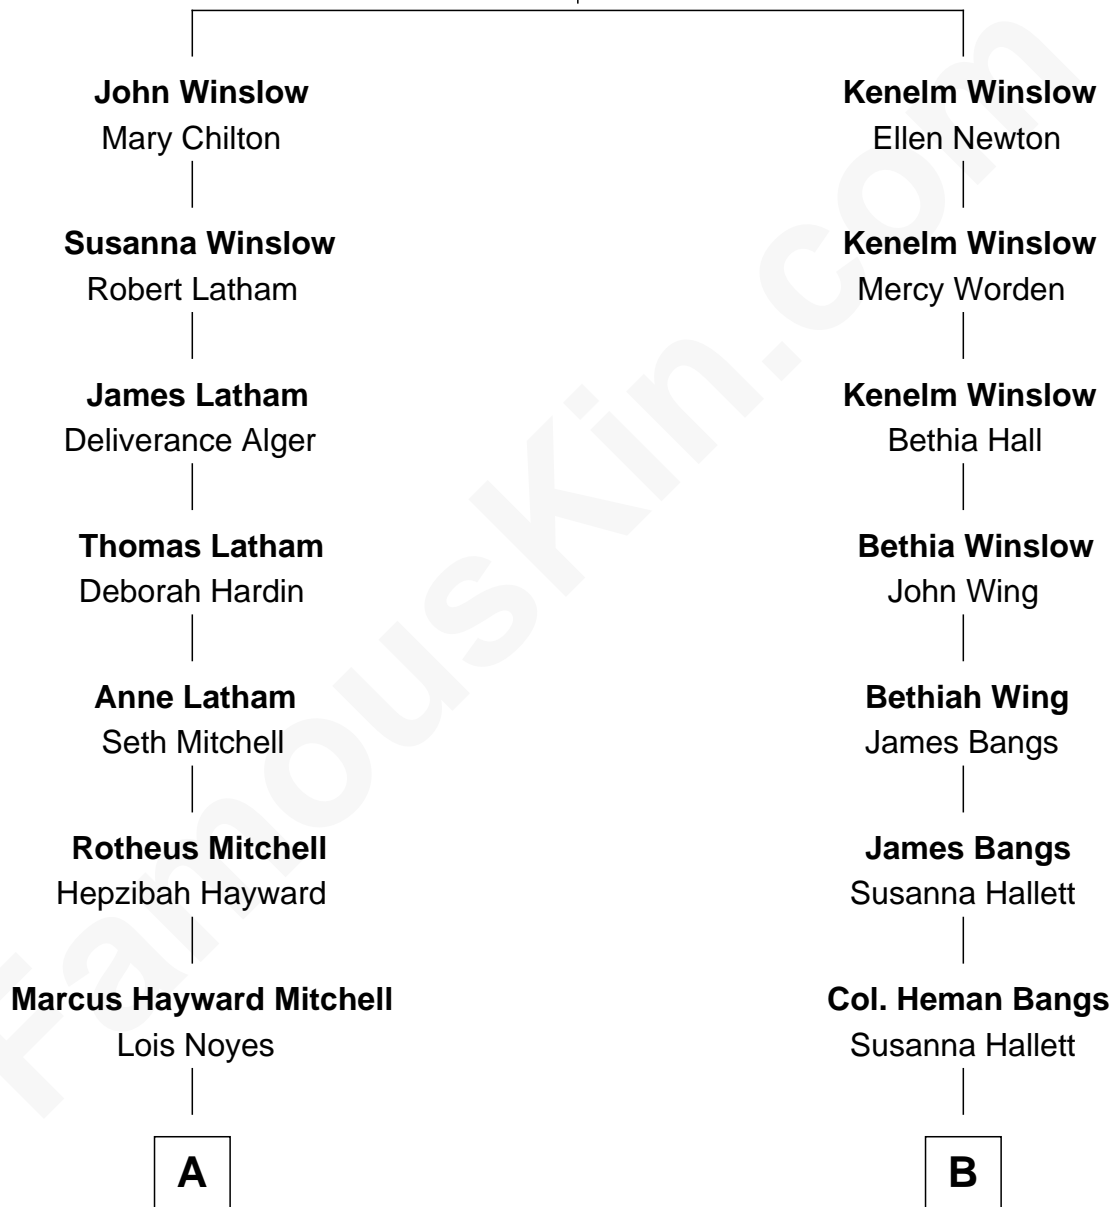 John Winslow
Mary Chilton
Kenelm Winslow
Ellen Newton
Susanna Winslow
Robert Latham
Kenelm Winslow
Mercy Worden
James Latham
Deliverance Alger
Kenelm Winslow
Bethia Hall
Thomas Latham
Deborah Hardin
Bethia Winslow
John Wing
Anne Latham
Seth Mitchell
Bethiah Wing
James Bangs
Rotheus Mitchell
Hepzibah Hayward
James Bangs
Susanna Hallett
Marcus Hayward Mitchell
Lois Noyes
Col. Heman Bangs
Susanna Hallett
A
B
FamousKin.com